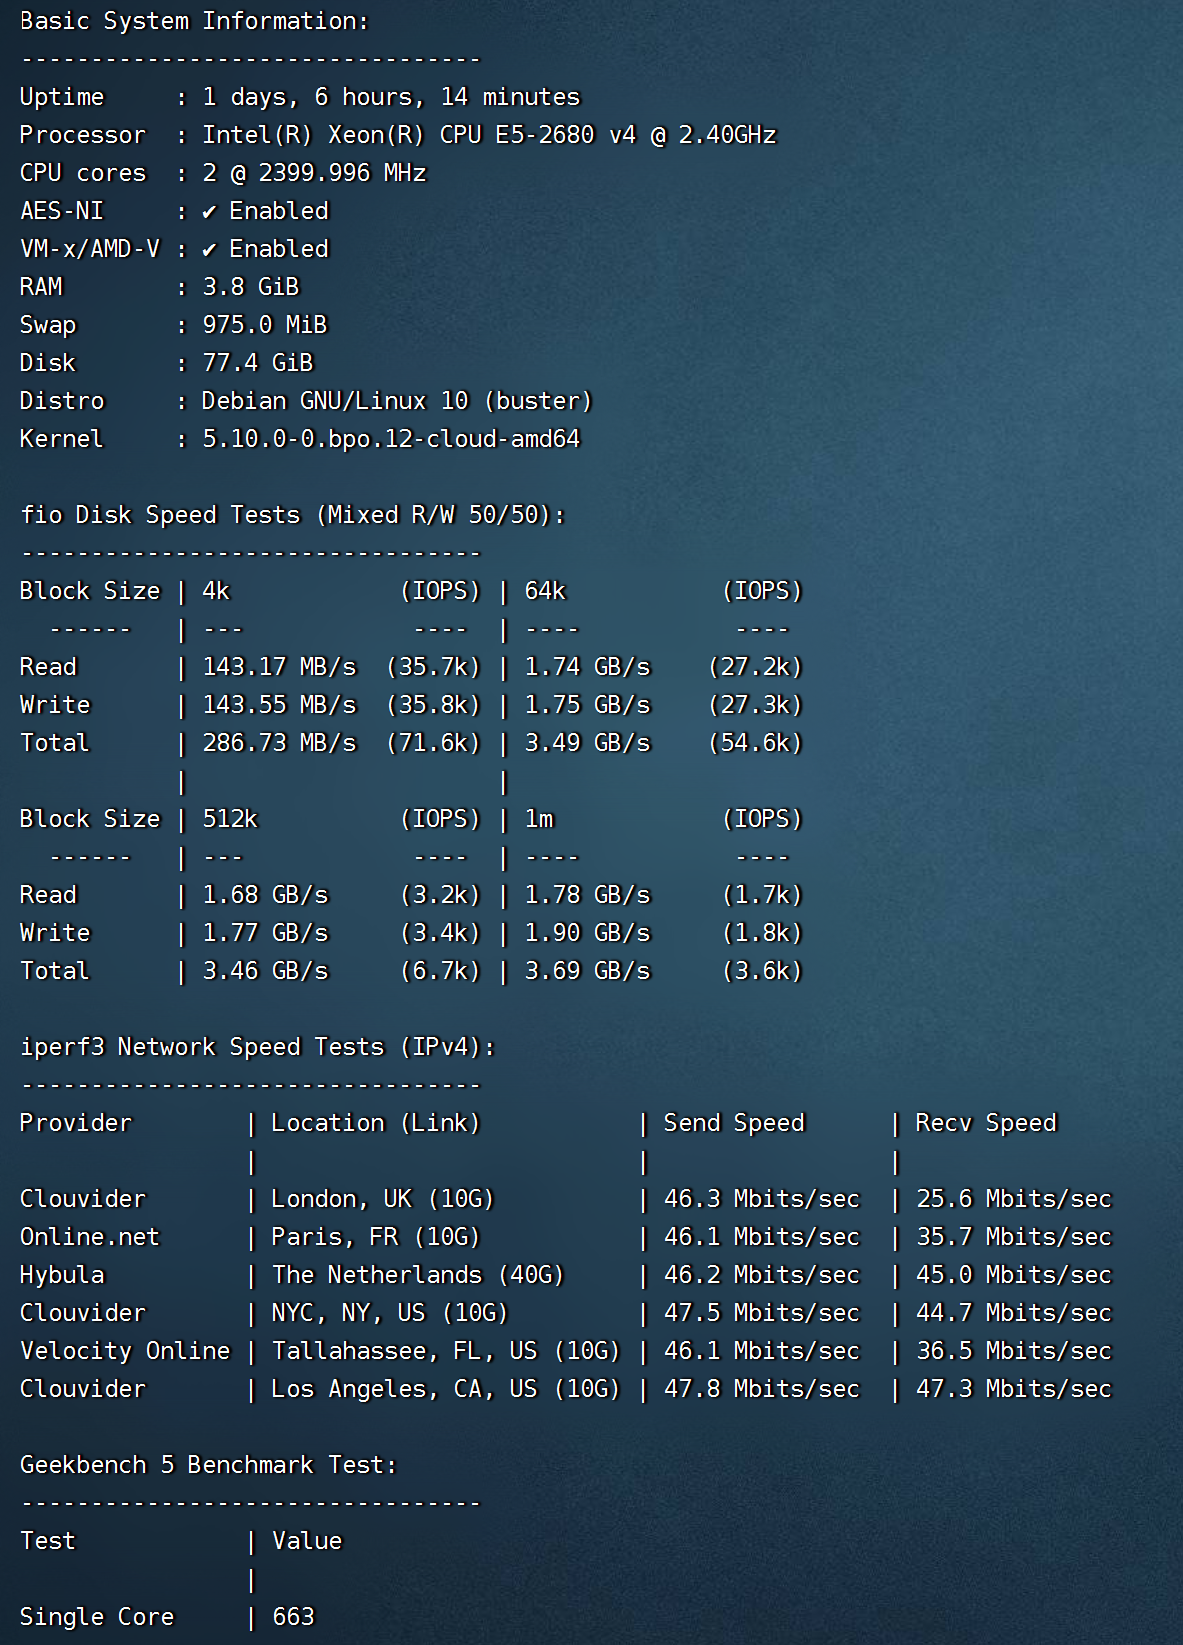 Basic System Information:
---------------------------------
Uptime     : 1 days, 6 hours, 14 minutes
Processor  : Intel(R) Xeon(R) CPU E5-2680 v4 @ 2.40GHz
CPU cores  : 2 @ 2399.996 MHz
AES-NI     : ✔ Enabled
VM-x/AMD-V : ✔ Enabled
RAM        : 3.8 GiB
Swap       : 975.0 MiB
Disk       : 77.4 GiB
Distro     : Debian GNU/Linux 10 (buster)
Kernel     : 5.10.0-0.bpo.12-cloud-amd64

fio Disk Speed Tests (Mixed R/W 50/50):
---------------------------------
Block Size | 4k            (IOPS) | 64k           (IOPS)
  ------   | ---            ----  | ----           ----
Read       | 143.17 MB/s  (35.7k) | 1.74 GB/s    (27.2k)
Write      | 143.55 MB/s  (35.8k) | 1.75 GB/s    (27.3k)
Total      | 286.73 MB/s  (71.6k) | 3.49 GB/s    (54.6k)
           |                      |
Block Size | 512k          (IOPS) | 1m            (IOPS)
  ------   | ---            ----  | ----           ----
Read       | 1.68 GB/s     (3.2k) | 1.78 GB/s     (1.7k)
Write      | 1.77 GB/s     (3.4k) | 1.90 GB/s     (1.8k)
Total      | 3.46 GB/s     (6.7k) | 3.69 GB/s     (3.6k)

iperf3 Network Speed Tests (IPv4):
---------------------------------
Provider        | Location (Link)           | Send Speed      | Recv Speed
                |                           |                 |
Clouvider       | London, UK (10G)          | 46.3 Mbits/sec  | 25.6 Mbits/sec
Online.net      | Paris, FR (10G)           | 46.1 Mbits/sec  | 35.7 Mbits/sec
Hybula          | The Netherlands (40G)     | 46.2 Mbits/sec  | 45.0 Mbits/sec
Clouvider       | NYC, NY, US (10G)         | 47.5 Mbits/sec  | 44.7 Mbits/sec
Velocity Online | Tallahassee, FL, US (10G) | 46.1 Mbits/sec  | 36.5 Mbits/sec
Clouvider       | Los Angeles, CA, US (10G) | 47.8 Mbits/sec  | 47.3 Mbits/sec

Geekbench 5 Benchmark Test:
---------------------------------
Test            | Value
                |
Single Core     | 663